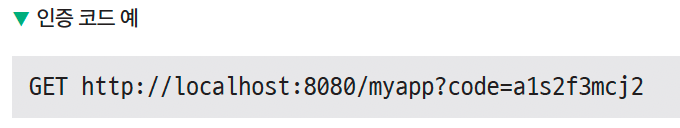 ▼ 인증 코드 예
GET http://localhost:8080/myapp?code=a1s2f3mcj2